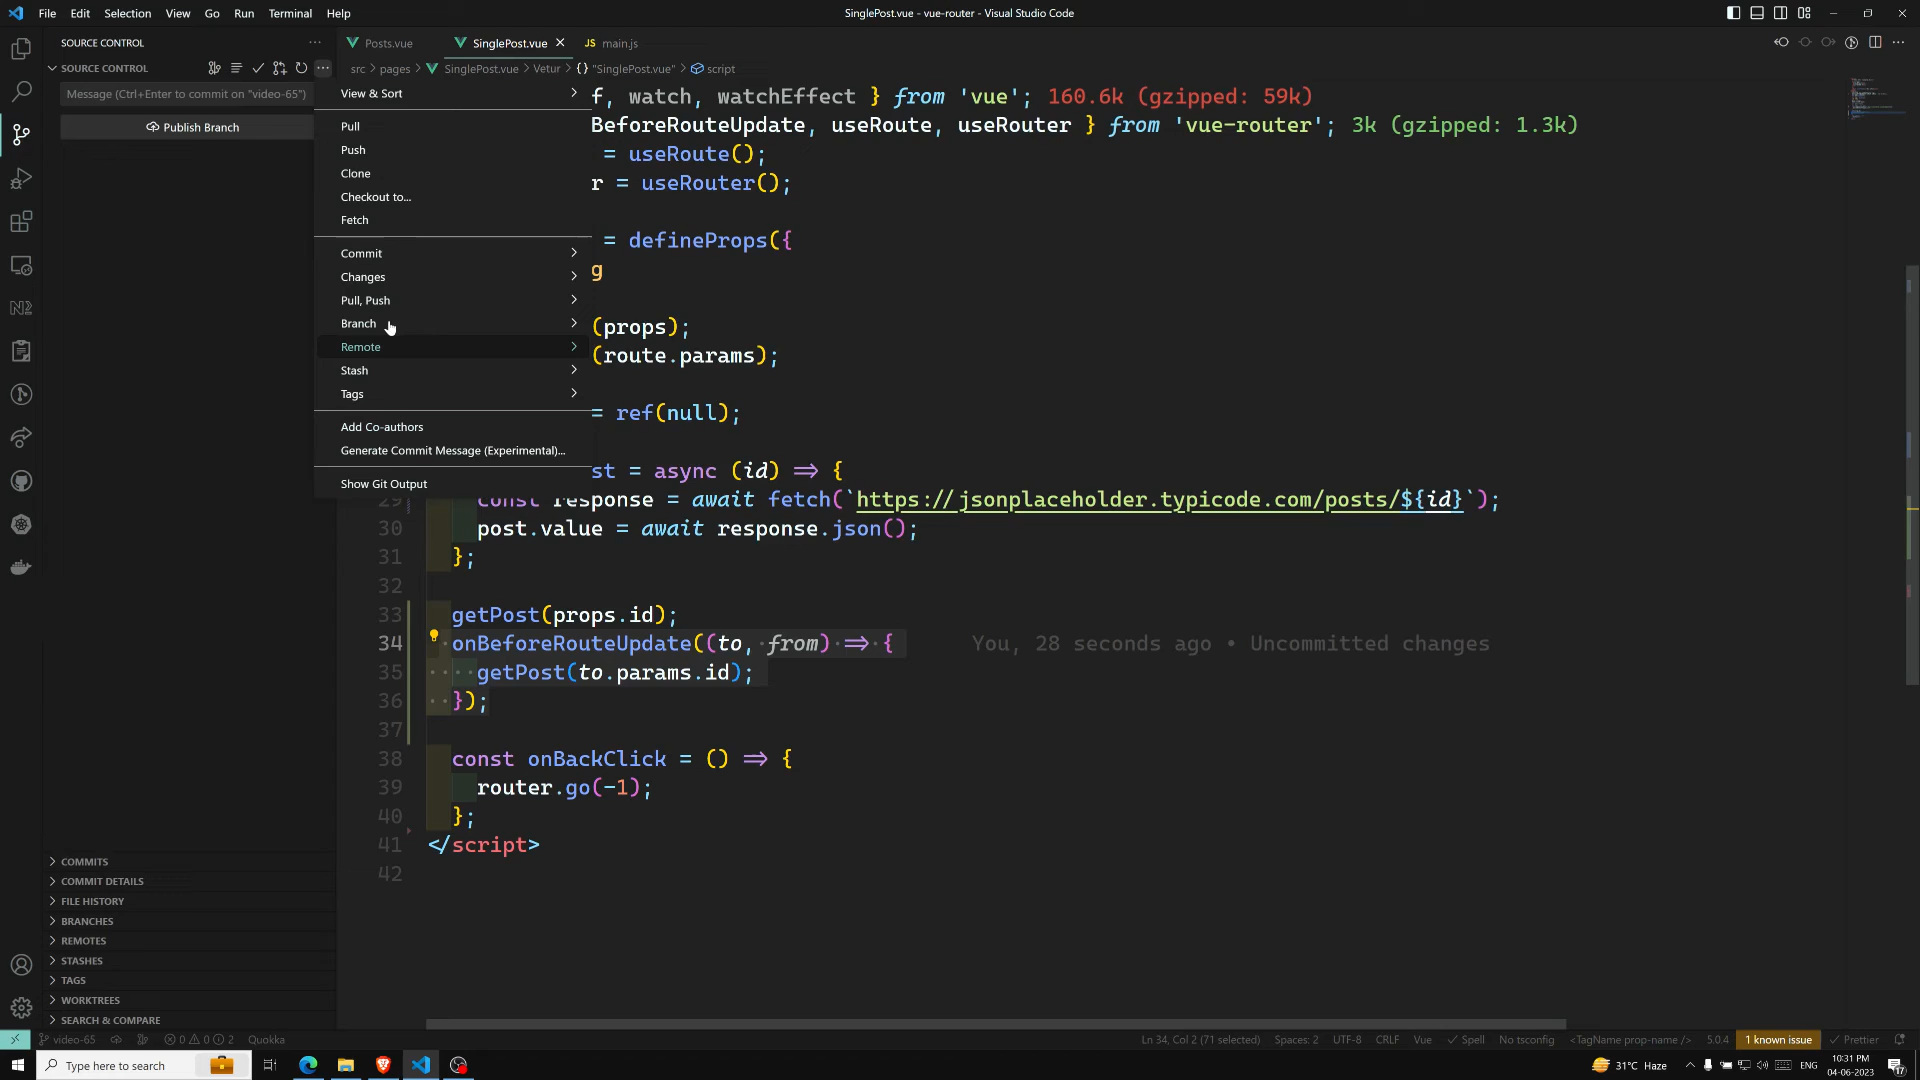 File Edit Selection View Go Run Terminal Help
SinglePost.vue - vue-router - Visual Studio Code
SOURCE CONTROL
Posts.vue
SinglePost.vue
JS main.js
SOURCE CONTROL
src > pages > SinglePost.vue > Vetur > {} "SinglePost.vue" > script
Message (Ctrl+Enter to commit on "video-65")
Publish Branch
View & Sort
Pull
Push
Clone
Checkout to...
Fetch
Commit
Changes
Pull, Push
Branch
Remote
Stash
Tags
Add Co-authors
Generate Commit Message (Experimental)...
Show Git Output
f, watch, watchEffect } from 'vue'; 160.6k (gzipped: 59k)
BeforeRouteUpdate, useRoute, useRouter } from 'vue-router'; 3k (gzipped: 1.3k)
= useRoute();
r = useRouter();
= defineProps({
g
(props);
(route.params);
= ref(null);
st = async (id) => {
29 const response = await fetch(`https://jsonplaceholder.typicode.com/posts/${id}`);
30 post.value = await response.json();
31 };
32
33 getPost(props.id);
34 onBeforeRouteUpdate((to, from) => { You, 28 seconds ago • Uncommitted changes
35 getPost(to.params.id);
36 });
37
38 const onBackClick = () => {
39 router.go(-1);
40 };
41 </script>
42
COMMITS
COMMIT DETAILS
FILE HISTORY
BRANCHES
REMOTES
STASHES
TAGS
WORKTREES
SEARCH & COMPARE
video-65 0 0 2 Quokka
Ln 34, Col 2 (71 selected) Spaces: 2 UTF-8 CRLF Vue Spell No tsconfig <TagName prop-name /> 5.0.4 1 known issue Prettier
Type here to search
31°C Haze
ENG
10:31 PM
04-06-2023
17